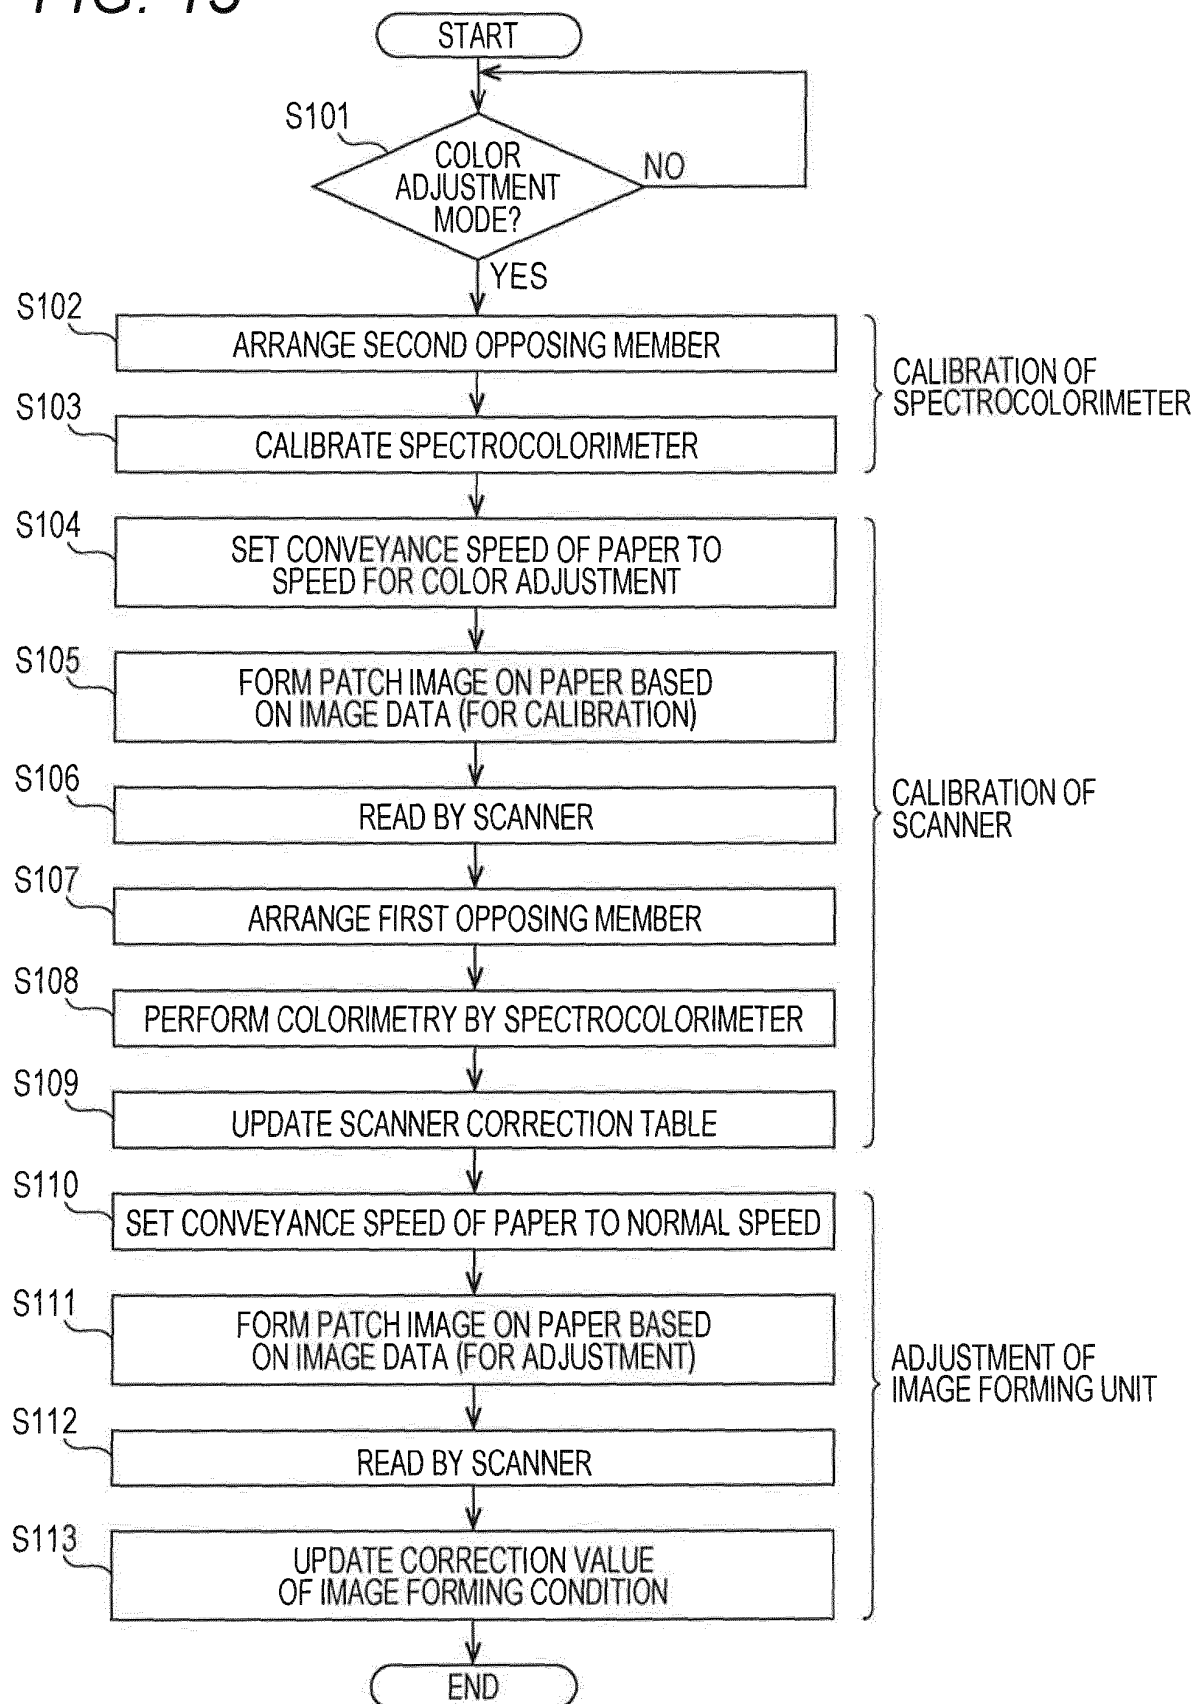 FIG.
START
S101
COLOR
ADJUSTMENT
MODE?
NO
YES
S102
ARRANGE SECOND OPPOSING MEMBER
S103
CALIBRATE SPECTROCOLORIMETER
CALIBRATION OF
SPECTROCOLORIMETER
S104
SET CONVEYANCE SPEED OF PAPER TO
SPEED FOR COLOR ADJUSTMENT
S105
FORM PATCH IMAGE ON PAPER BASED
ON IMAGE DATA (FOR CALIBRATION)
S106
READ BY SCANNER
CALIBRATION OF
SCANNER
S107
ARRANGE FIRST OPPOSING MEMBER
S108
PERFORM COLORIMETRY BY SPECTROCOLORIMETER
S109
UPDATE SCANNER CORRECTION TABLE
S110
SET CONVEYANCE SPEED OF PAPER TO NORMAL SPEED
S111
FORM PATCH IMAGE ON PAPER BASED
ON IMAGE DATA (FOR ADJUSTMENT)
ADJUSTMENT OF
IMAGE FORMING UNIT
S112
READ BY SCANNER
S113
UPDATE CORRECTION VALUE
OF IMAGE FORMING CONDITION
END